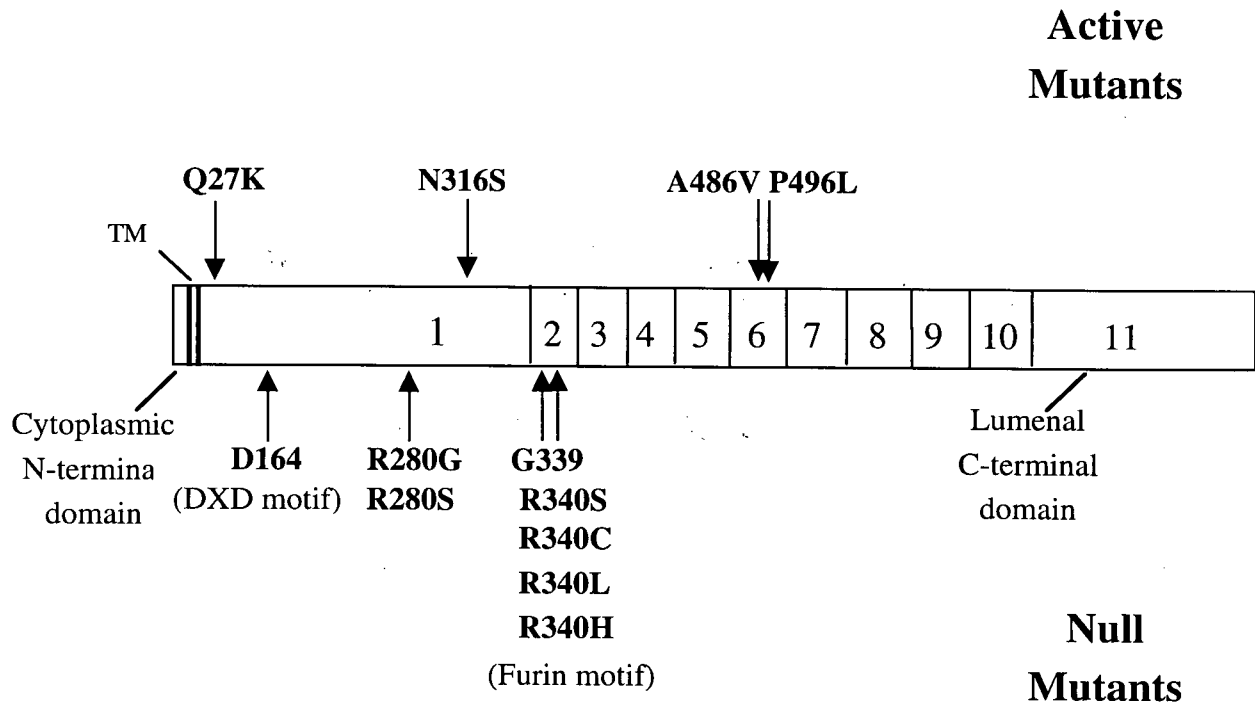 Active
Mutants
Q27K
N316S
A486V P496L
TM
1
2
3
4
5
6
7
8
9
10
11
Cytoplasmic
N-termina
domain
D164
(DXD motif)
R280G
R280S
G339
R340S
R340C
R340L
R340H
(Furin motif)
Lumenal
C-terminal
domain
Null
Mutants